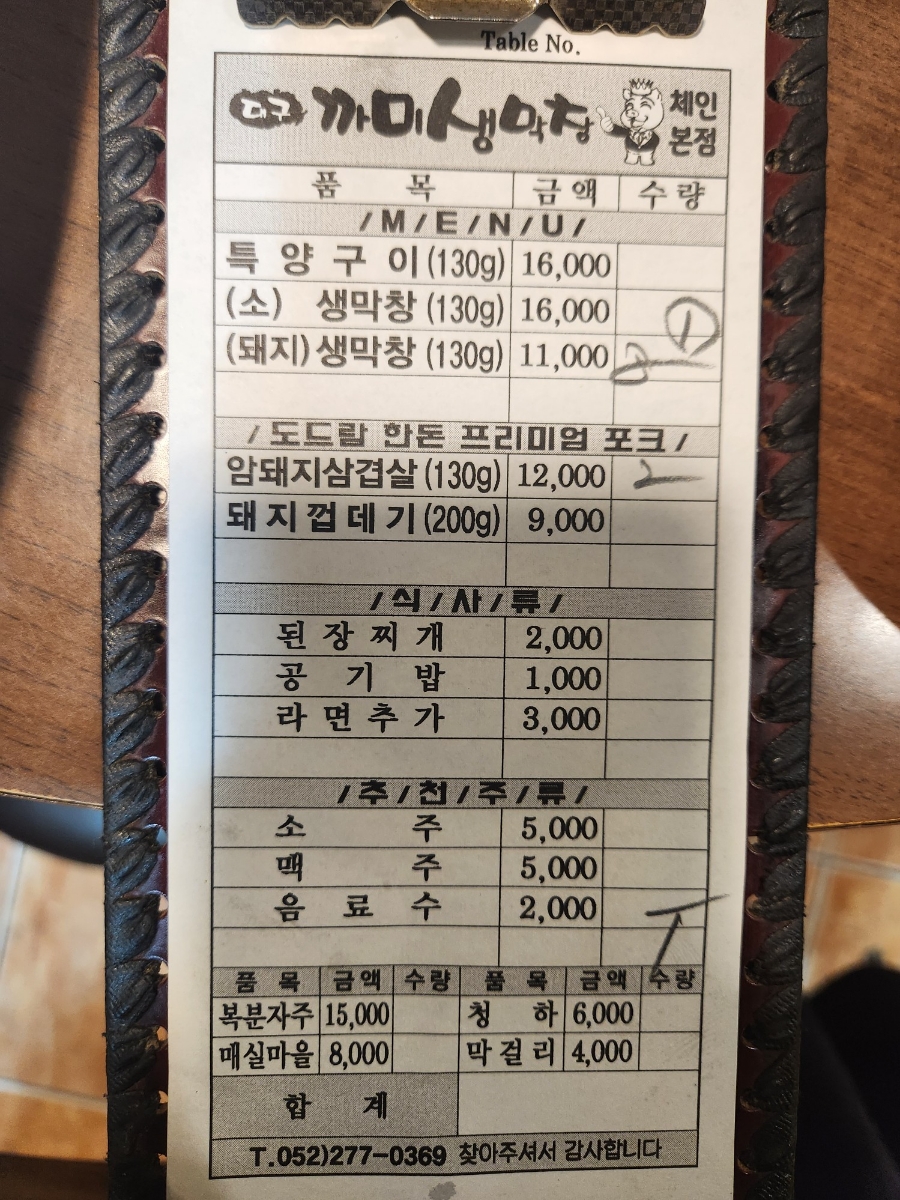 Table No.
대구 까미생막창 체인본점
품 목 금액 수량
/ M / E / N / U /
특양구이 (130g) 16,000
(소) 생막창 (130g) 16,000 ①
(돼지) 생막창 (130g) 11,000
/ 도드람 한돈 프리미엄 포크 /
암돼지삼겹살 (130g) 12,000 2
돼지껍데기 (200g) 9,000
/ 식 / 사 / 류 /
된장찌개 2,000
공기밥 1,000
라면추가 3,000
/ 추 / 천 / 주 / 류 /
소주 5,000
맥주 5,000
음료수 2,000
품목 금액 수량 품목 금액 수량
복분자주 15,000 청하 6,000
매실마을 8,000 막걸리 4,000
합계
T.052)277-0369 찾아주셔서 감사합니다